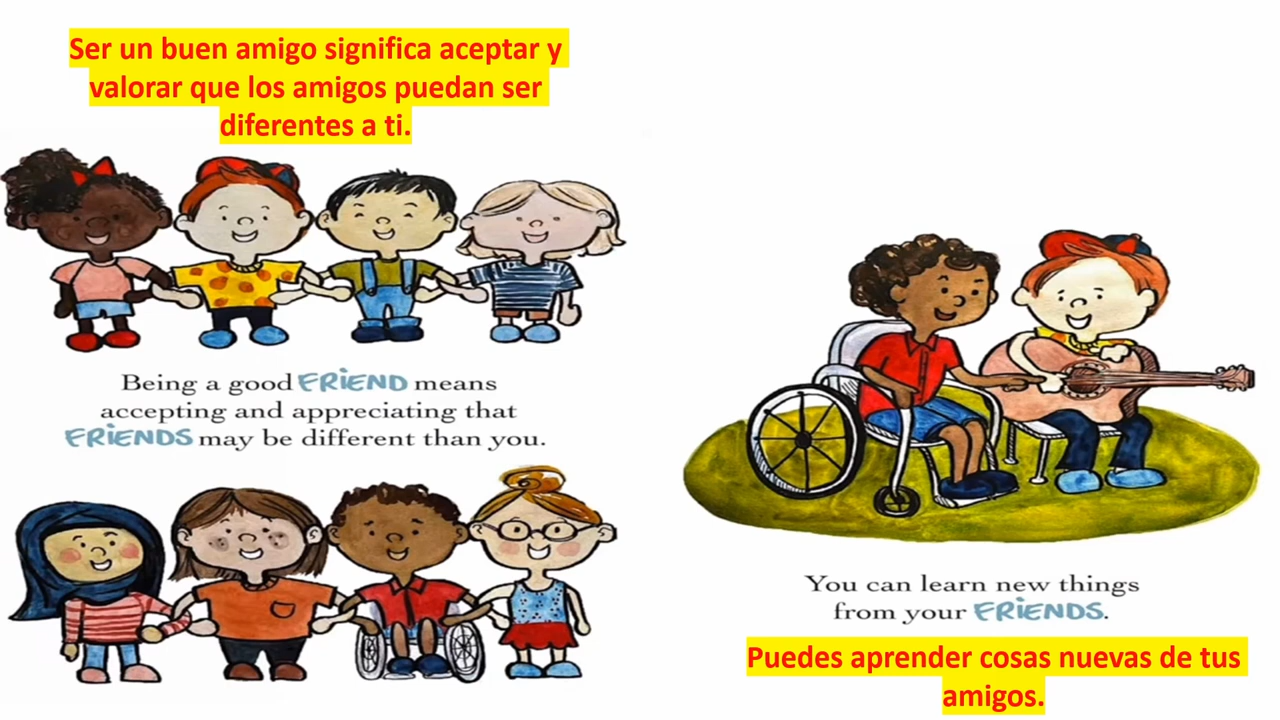 Ser un buen amigo significa aceptar y
valorar que los amigos puedan ser
diferentes a ti.
Being a good FRIEND means
accepting and appreciating that
FRIENDS may be different than you.
You can learn new things
from your FRIENDS.
Puedes aprender cosas nuevas de tus
amigos.